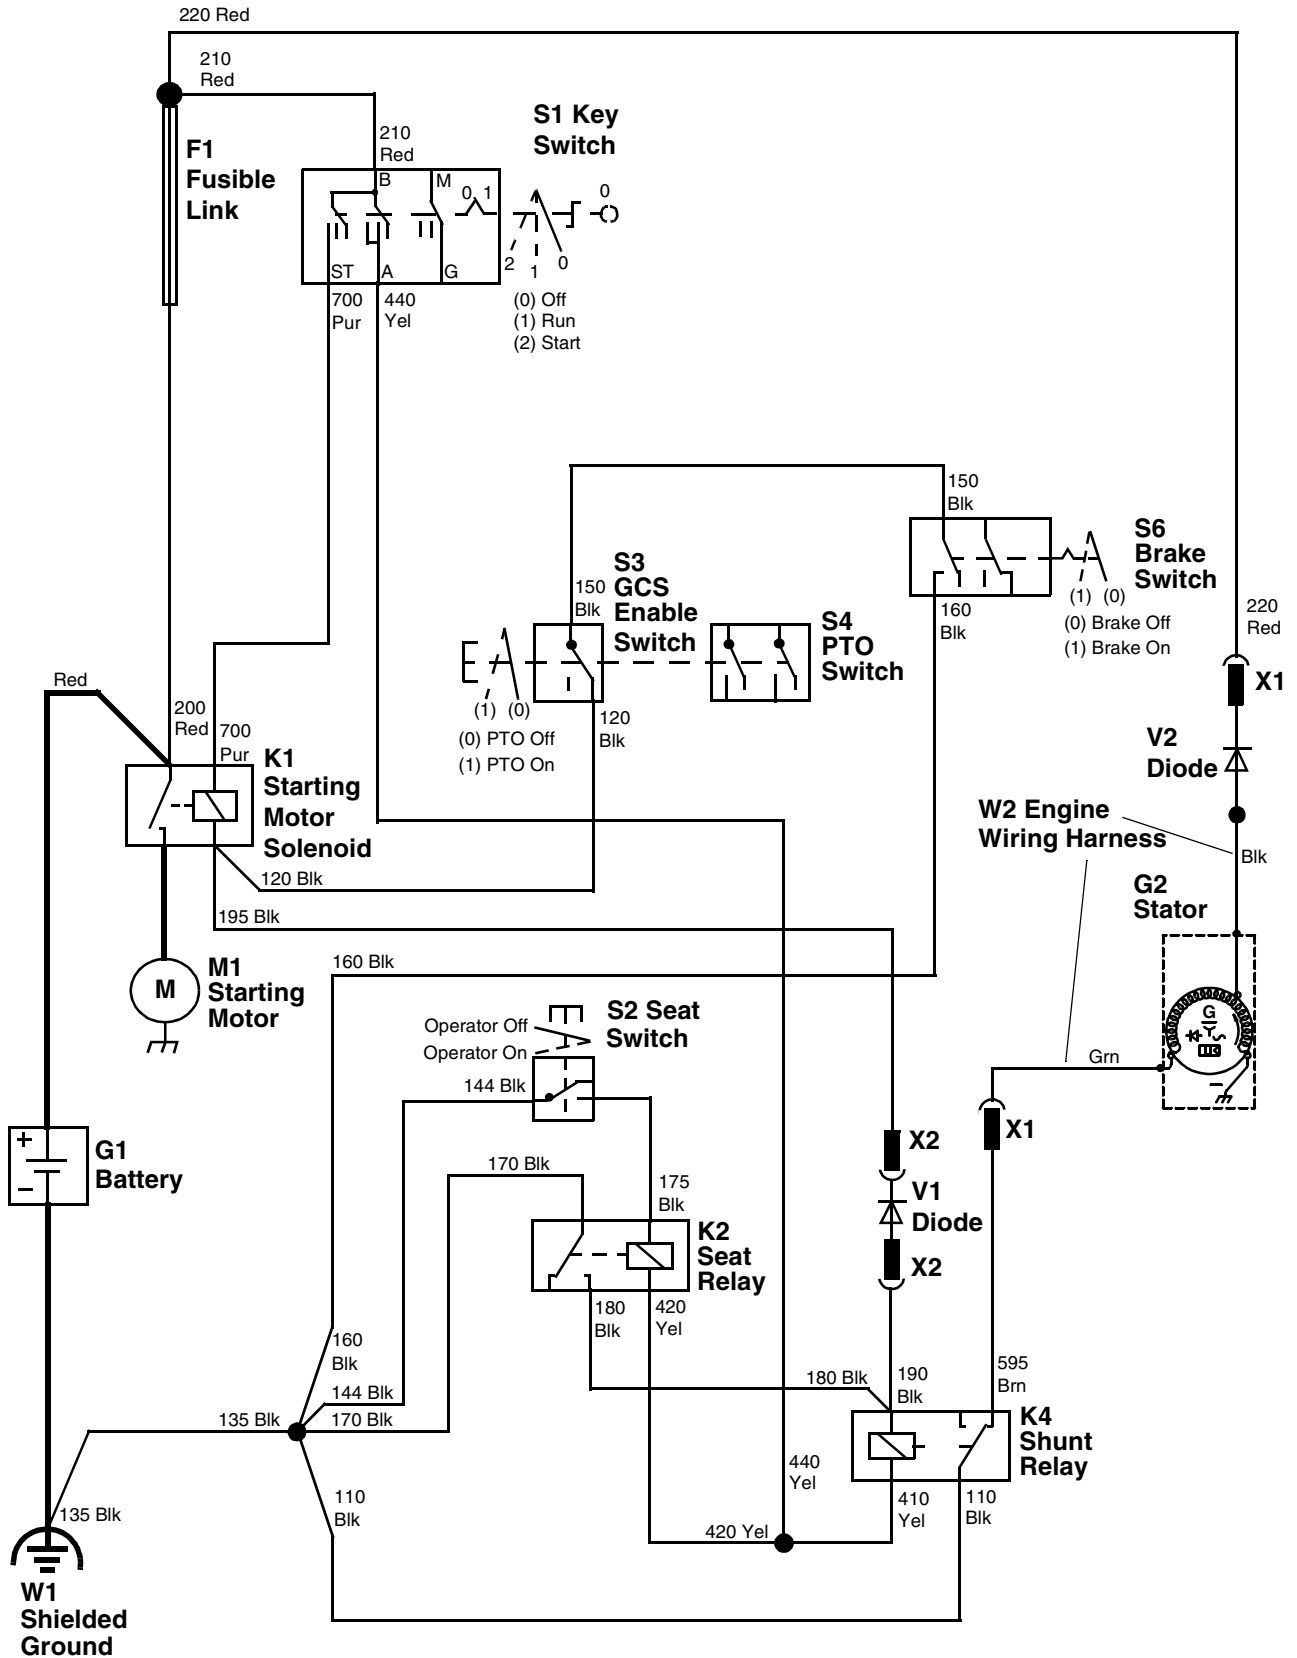 220 Red
210
Red
F1
Fusible
Link
210
Red
S1 Key
Switch
B
M
0 1
0
ST
A
G
2
1
0
700
Pur
440
Yel
(0) Off
(1) Run
(2) Start
150
Blk
S6
Brake
Switch
(1) (0)
(0) Brake Off
(1) Brake On
160
Blk
S3
GCS
Enable
Switch
150
Blk
S4
PTO
Switch
(1) (0)
(0) PTO Off
(1) PTO On
120
Blk
220
Red
X1
V2
Diode
Red
200
Red
700
Pur
K1
Starting
Motor
Solenoid
W2 Engine
Wiring Harness
Blk
G2
Stator
G
120 Blk
195 Blk
160 Blk
M
M1
Starting
Motor
S2 Seat
Switch
Operator Off
Operator On
144 Blk
Grn
X1
X2
V1
Diode
X2
+
−
G1
Battery
170 Blk
175
Blk
K2
Seat
Relay
180
Blk
420
Yel
160
Blk
144 Blk
170 Blk
135 Blk
180 Blk
190
Blk
595
Brn
K4
Shunt
Relay
440
Yel
410
Yel
110
Blk
110
Blk
420 Yel
135 Blk
W1
Shielded
Ground